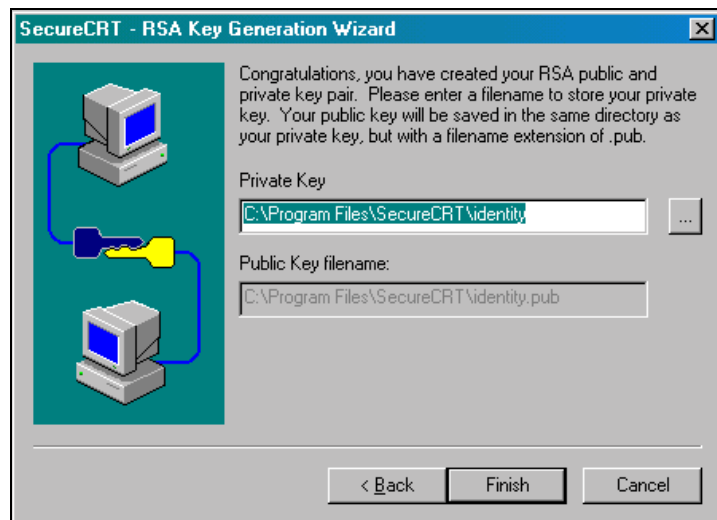 SecureCRT - RSA Key Generation Wizard
Congratulations, you have created your RSA public and
private key pair.  Please enter a filename to store your private
key.  Your public key will be saved in the same directory as
your private key, but with a filename extension of .pub.
Private Key
C:\Program Files\SecureCRT\identity
...
Public Key filename:
C:\Program Files\SecureCRT\identity.pub
< Back
Finish
Cancel